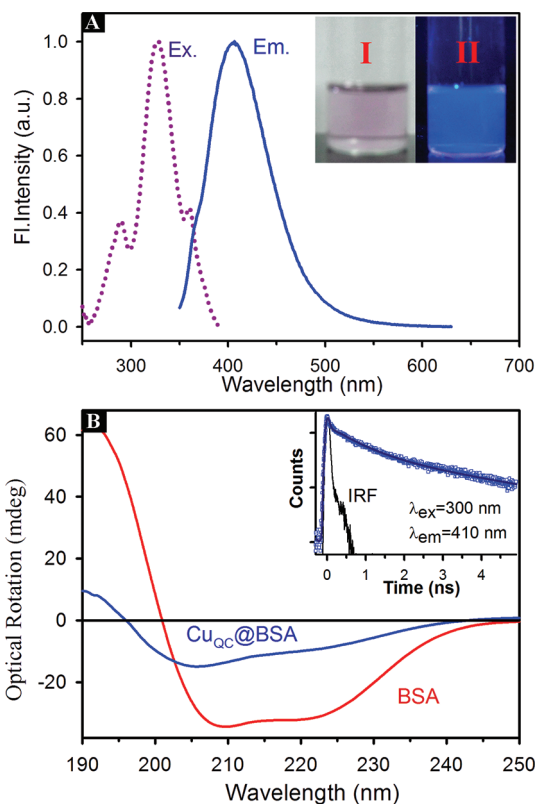 A
Ex.
Em.
I
II
Fl.Intensity (a.u.)
1.0
0.8
0.6
0.4
0.2
0.0
300 400 500 600 700
Wavelength (nm)
B
Optical Rotation (mdeg)
60
40
20
0
-20
Counts
IRF
λex=300 nm
λem=410 nm
0 1 2 3 4
Time (ns)
CuQC@BSA
BSA
190 200 210 220 230 240 250
Wavelength (nm)